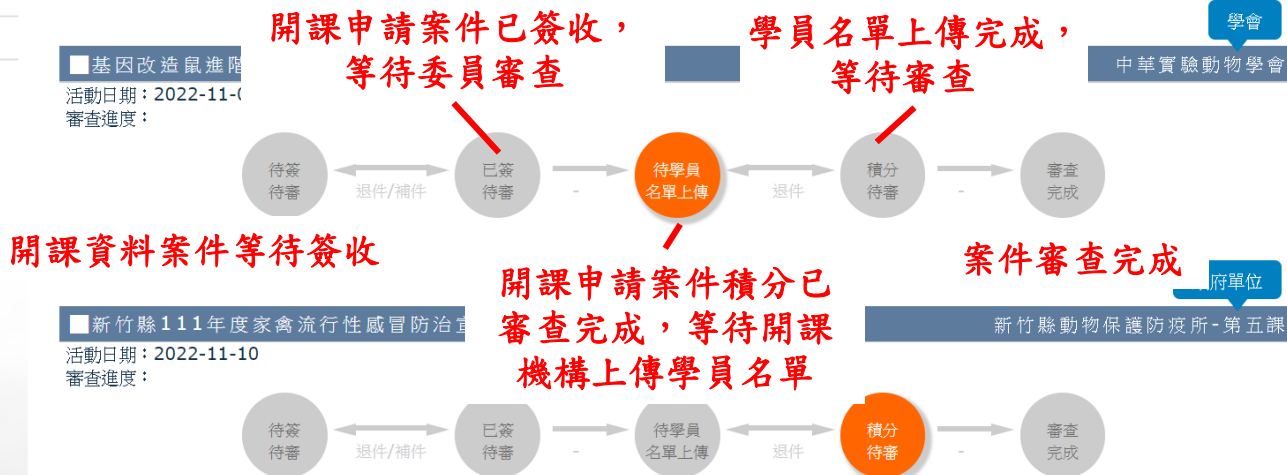 開課申請案件已簽收，
等待委員審查
學員名單上傳完成，
等待審查
學會
■基因改造鼠進階
中華實驗動物學會
活動日期：2022-11-0
審查進度：
待簽
待審
退件/補件
已簽
待審
-
待學員
名單上傳
退件
積分
待審
-
審查
完成
開課資料案件等待簽收
開課申請案件積分已
審查完成，等待開課
機構上傳學員名單
案件審查完成
府單位
■新竹縣111年度家禽流行性感冒防治宣
新竹縣動物保護防疫所-第五課
活動日期：2022-11-10
審查進度：
待簽
待審
退件/補件
已簽
待審
-
待學員
名單上傳
退件
積分
待審
-
審查
完成